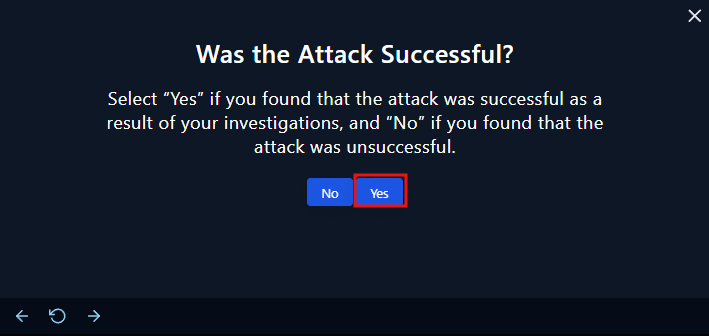 Was the Attack Successful?
Select “Yes” if you found that the attack was successful as a
result of your investigations, and “No” if you found that the
attack was unsuccessful.
No Yes